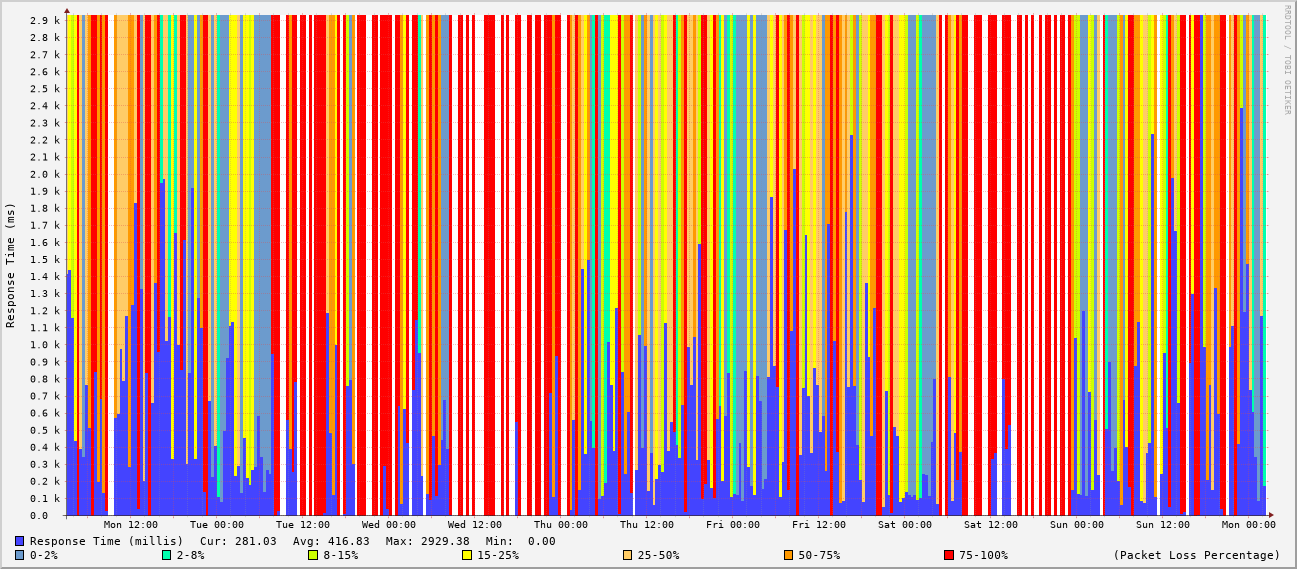 RRDTOOL / TOBI OETIKER
Response Time (ms)
2.9 k
2.8 k
2.7 k
2.6 k
2.5 k
2.4 k
2.3 k
2.2 k
2.1 k
2.0 k
1.9 k
1.8 k
1.7 k
1.6 k
1.5 k
1.4 k
1.3 k
1.2 k
1.1 k
1.0 k
0.9 k
0.8 k
0.7 k
0.6 k
0.5 k
0.4 k
0.3 k
0.2 k
0.1 k
0.0
Mon 12:00 Tue 00:00 Tue 12:00 Wed 00:00 Wed 12:00 Thu 00:00 Thu 12:00 Fri 00:00 Fri 12:00 Sat 00:00 Sat 12:00 Sun 00:00 Sun 12:00 Mon 00:00
Response Time (millis) Cur: 281.03 Avg: 416.83 Max: 2929.38 Min: 0.00
0-2% 2-8% 8-15% 15-25% 25-50% 50-75% 75-100% (Packet Loss Percentage)